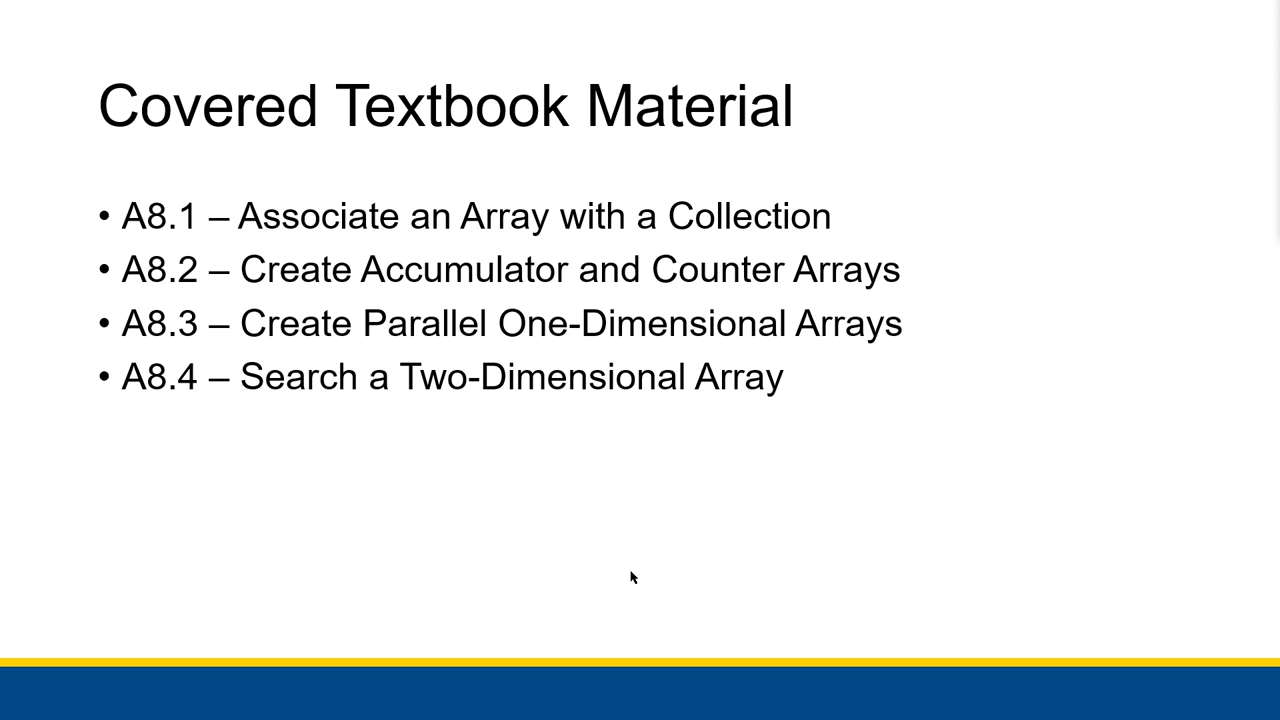 Covered Textbook Material
• A8.1 – Associate an Array with a Collection
• A8.2 – Create Accumulator and Counter Arrays
• A8.3 – Create Parallel One-Dimensional Arrays
• A8.4 – Search a Two-Dimensional Array